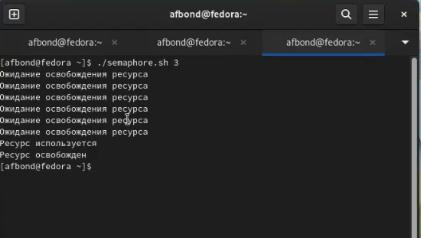 afbond@fedora:~
afbond@fedora:~ × afbond@fedora:~ × afbond@fedora:~ ×
[afbond@fedora ~]$ ./semaphore.sh 3
Ожидание освобождения ресурса
Ожидание освобождения ресурса
Ожидание освобождения ресурса
Ожидание освобождения ресурса
Ожидание освобождения ресурса
Ожидание освобождения ресурса
Ресурс используется
Ресурс освобожден
[afbond@fedora ~]$